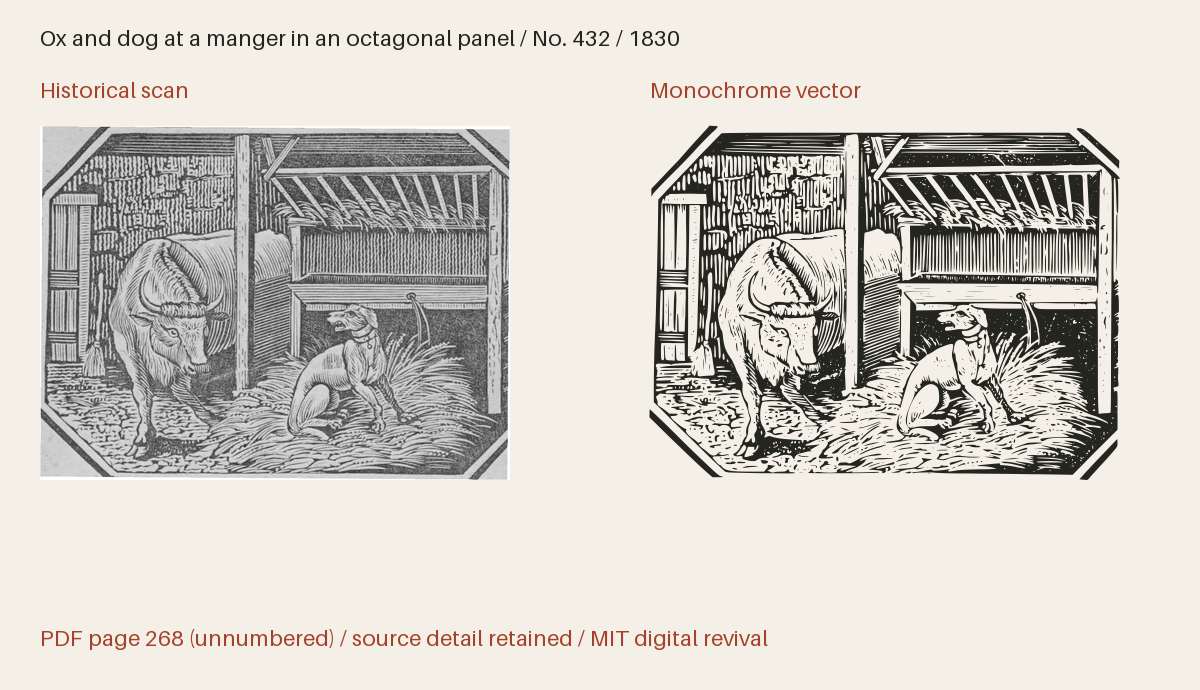 Ox and dog at a manger in an octagonal panel / No. 432 / 1830
Historical scan
Monochrome vector
PDF page 268 (unnumbered) / source detail retained / MIT digital revival